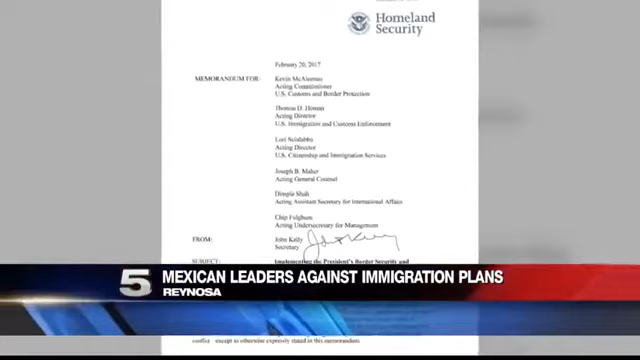 Homeland
Security
February 20, 2017
MEMORANDUM FOR: Kevin McAleenan
Acting Commissioner
U.S. Customs and Border Protection
Thomas D. Homan
Acting Director
U.S. Immigration and Customs Enforcement
Lori Scialabba
Acting Director
U.S. Citizenship and Immigration Services
Joseph B. Maher
Acting General Counsel
Dimple Shah
Acting Assistant Secretary for International Affairs
Chip Fulghum
Acting Undersecretary for Management
FROM: John Kelly
Secretary
SUBJECT: Implementing the President's Border Security and
5 MEXICAN LEADERS AGAINST IMMIGRATION PLANS
REYNOSA
conflict except as otherwise expressly stated in this memorandum